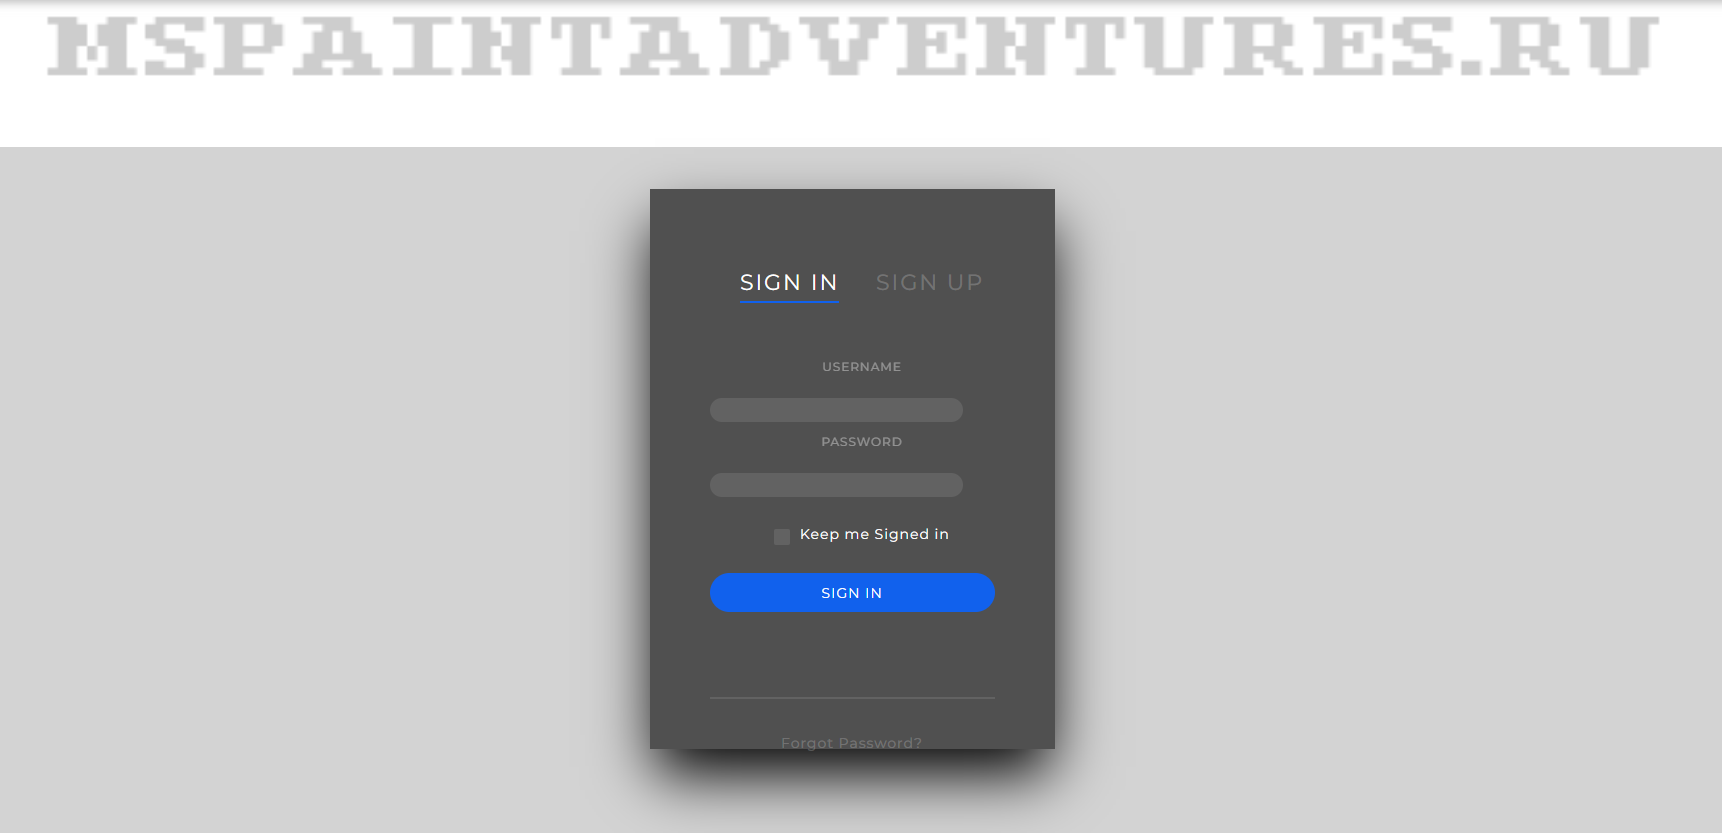 MSPAINTADVENTURES.RU
SIGN IN SIGN UP
USERNAME
PASSWORD
Keep me Signed in
SIGN IN
Forgot Password?